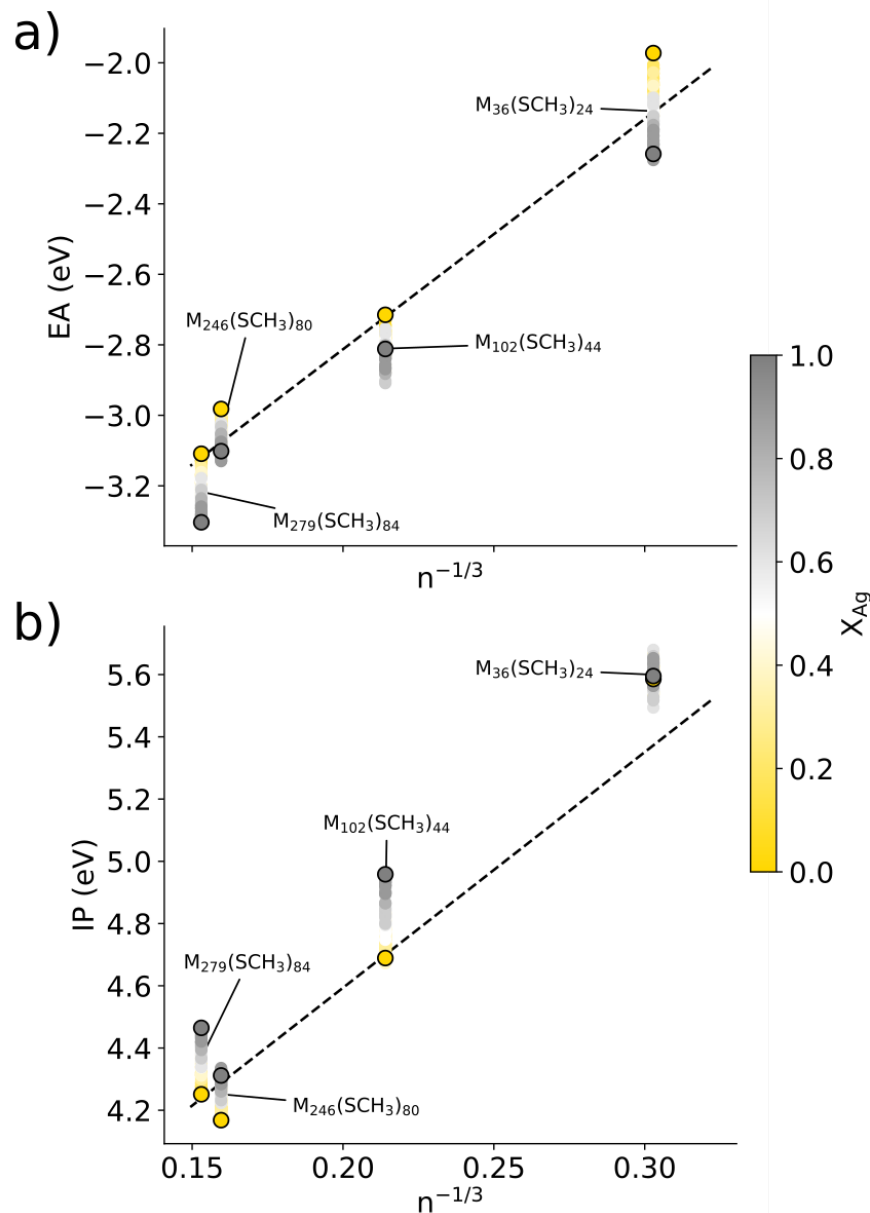 a)
−2.0
−2.2
−2.4
−2.6
−2.8
−3.0
−3.2
EA (eV)
M₃₆(SCH₃)₂₄
M₂₄₆(SCH₃)₈₀
M₁₀₂(SCH₃)₄₄
M₂₇₉(SCH₃)₈₄
n⁻¹/³
b)
5.6
5.4
5.2
5.0
4.8
4.6
4.4
4.2
IP (eV)
M₃₆(SCH₃)₂₄
M₁₀₂(SCH₃)₄₄
M₂₇₉(SCH₃)₈₄
M₂₄₆(SCH₃)₈₀
0.15 0.20 0.25 0.30
n⁻¹/³
1.0
0.8
0.6
0.4
0.2
0.0
X_Ag